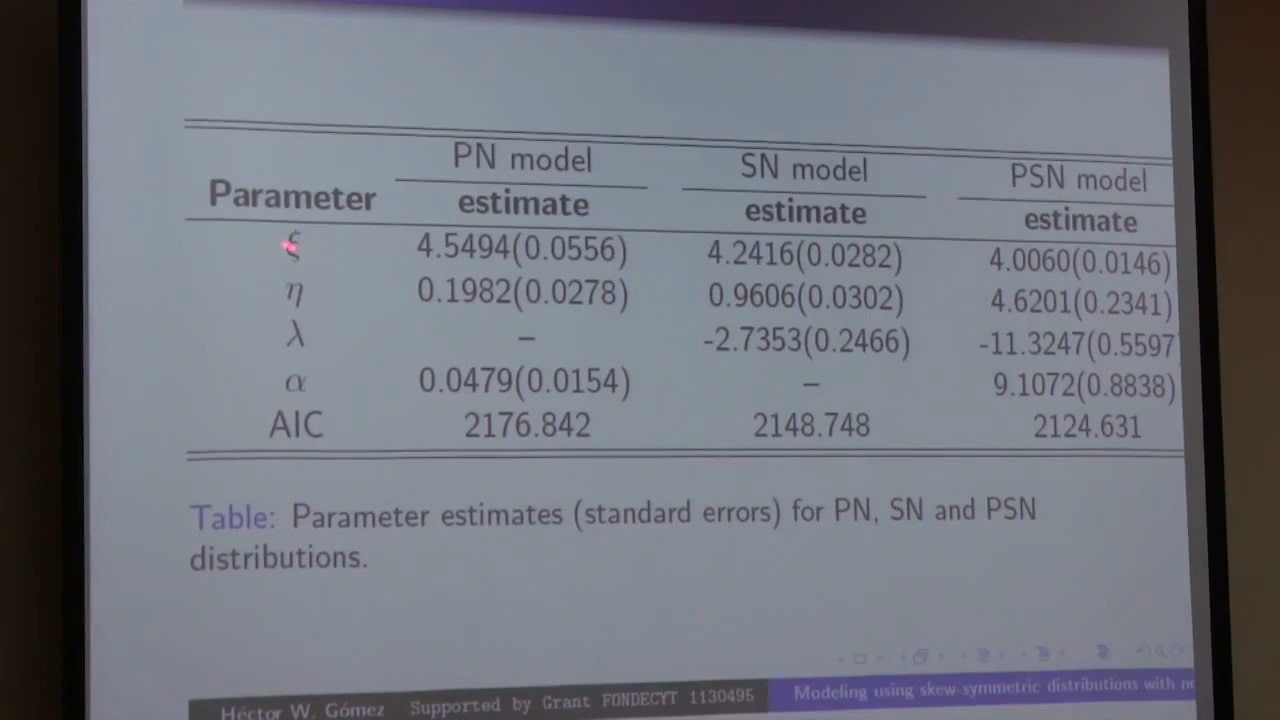 PN model SN model PSN model
Parameter estimate estimate estimate
ξ 4.5494(0.0556) 4.2416(0.0282) 4.0060(0.0146)
η 0.1982(0.0278) 0.9606(0.0302) 4.6201(0.2341)
λ – -2.7353(0.2466) -11.3247(0.5597
α 0.0479(0.0154) – 9.1072(0.8838)
AIC 2176.842 2148.748 2124.631
Table: Parameter estimates (standard errors) for PN, SN and PSN
distributions.
Héctor W. Gómez Supported by Grant FONDECYT 1130495 Modeling using skew-symmetric distributions with